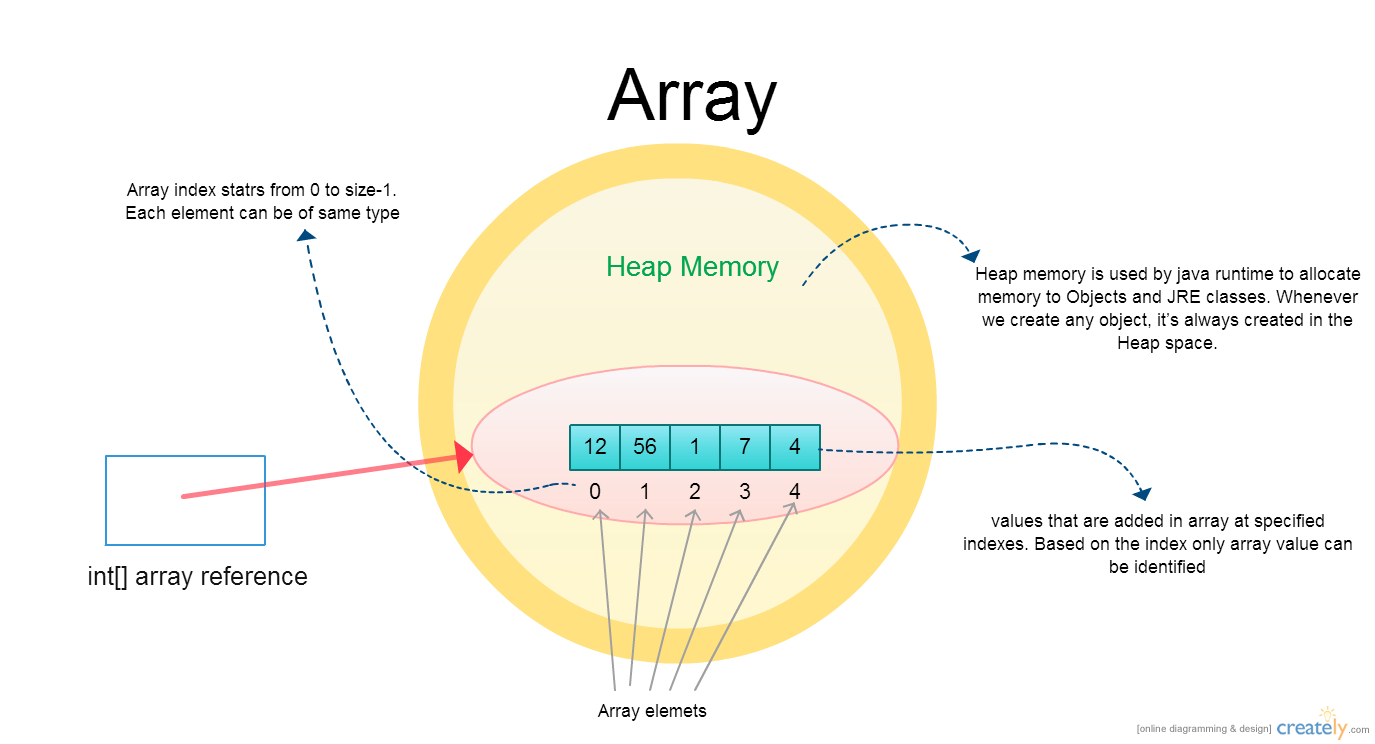 Array
Array index statrs from 0 to size-1.
Each element can be of same type
Heap Memory
Heap memory is used by java runtime to allocate
memory to Objects and JRE classes. Whenever
we create any object, it’s always created in the
Heap space.
12 56 1 7 4
0 1 2 3 4
int[] array reference
values that are added in array at specified
indexes. Based on the index only array value can
be identified
Array elemets
[online diagramming & design] creately.com